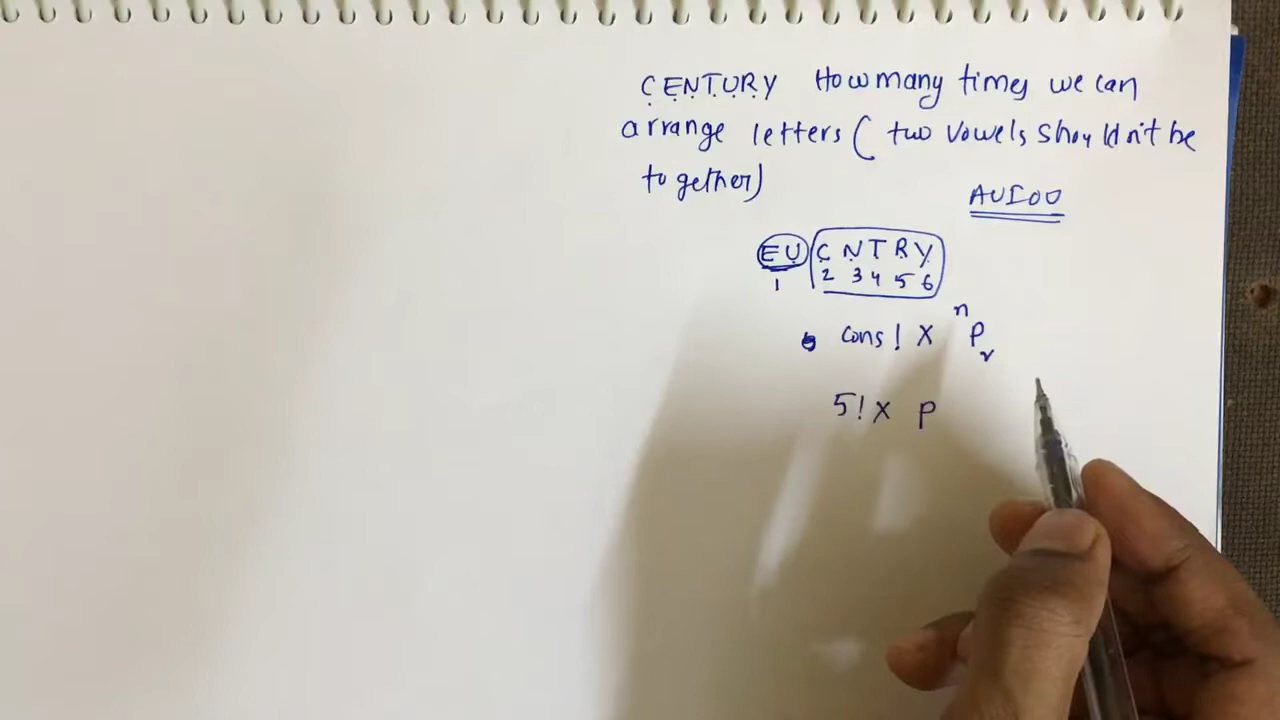 CENTURY How many times we can
arrange letters ( two vowels shouldn't be
together)
AUIOO
EU CNTRY
1 2 3 4 5 6
cons! X nPr
5! X P